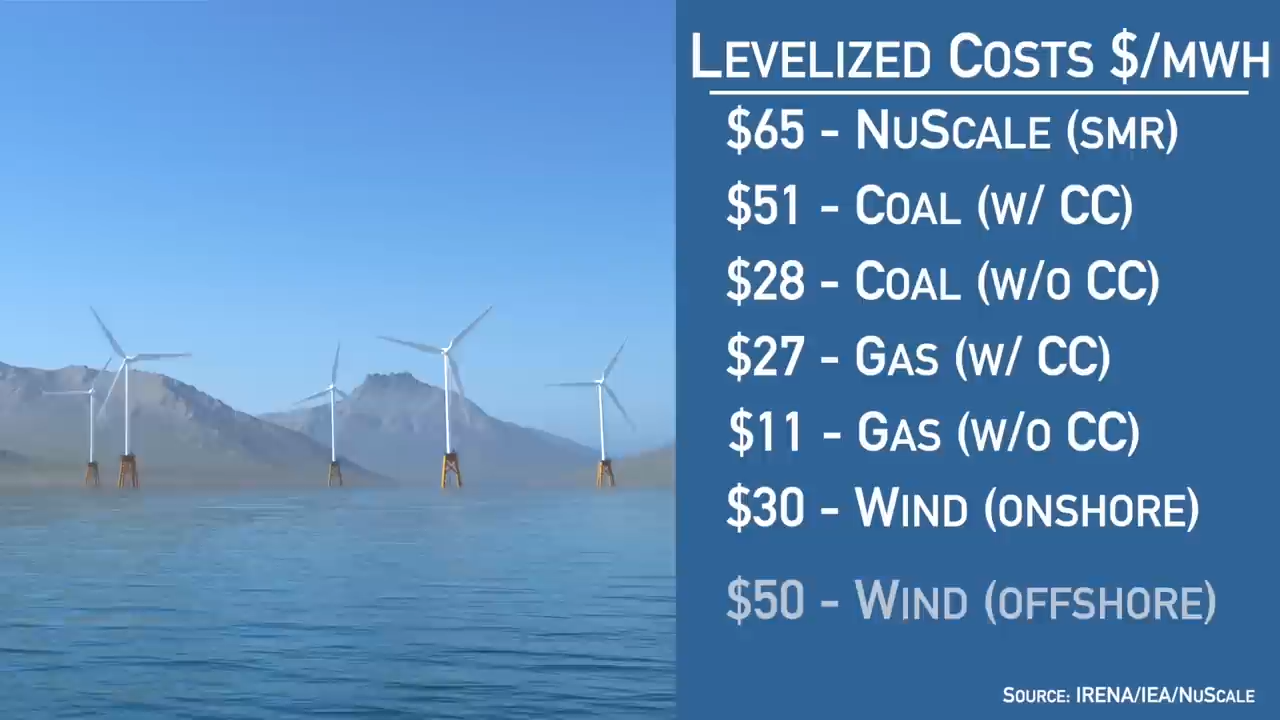 Levelized Costs $/mwh
$65 - NuScale (smr)
$51 - Coal (w/ CC)
$28 - Coal (w/o CC)
$27 - Gas (w/ CC)
$11 - Gas (w/o CC)
$30 - Wind (onshore)
$50 - Wind (offshore)
Source: IRENA/IEA/NuScale